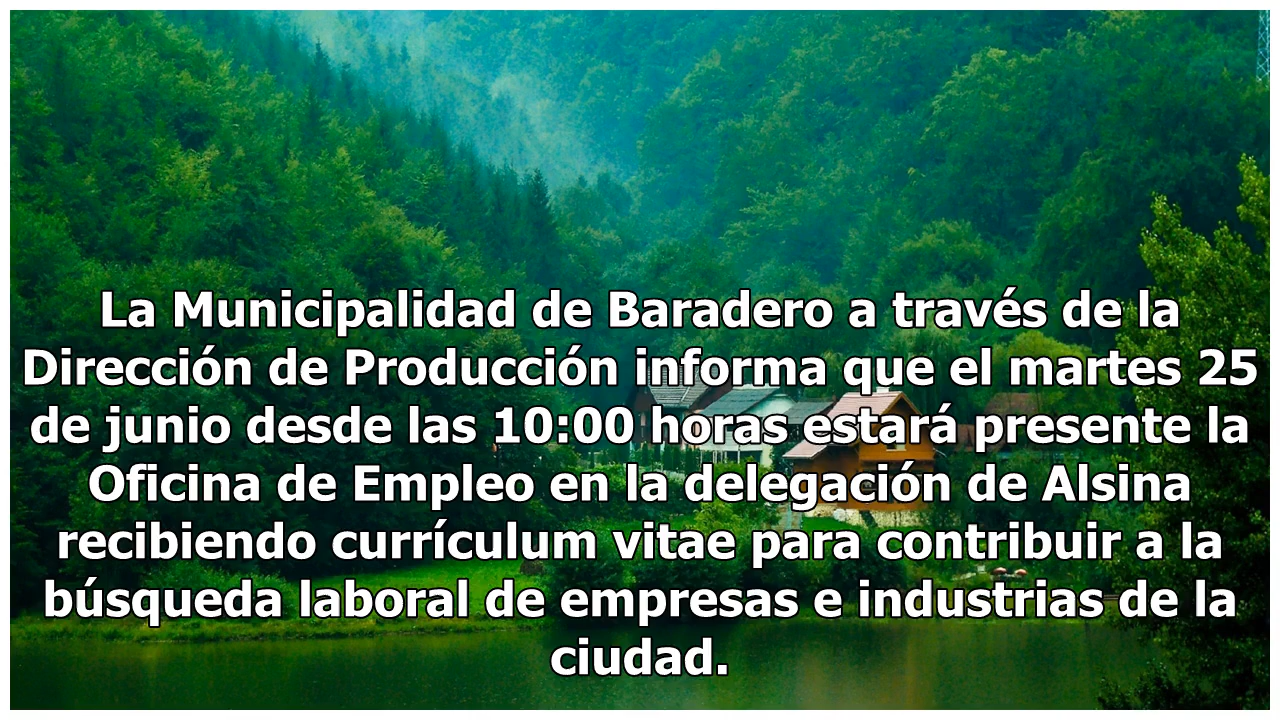 La Municipalidad de Baradero a través de la
Dirección de Producción informa que el martes 25
de junio desde las 10:00 horas estará presente la
Oficina de Empleo en la delegación de Alsina
recibiendo currículum vitae para contribuir a la
búsqueda laboral de empresas e industrias de la
ciudad.